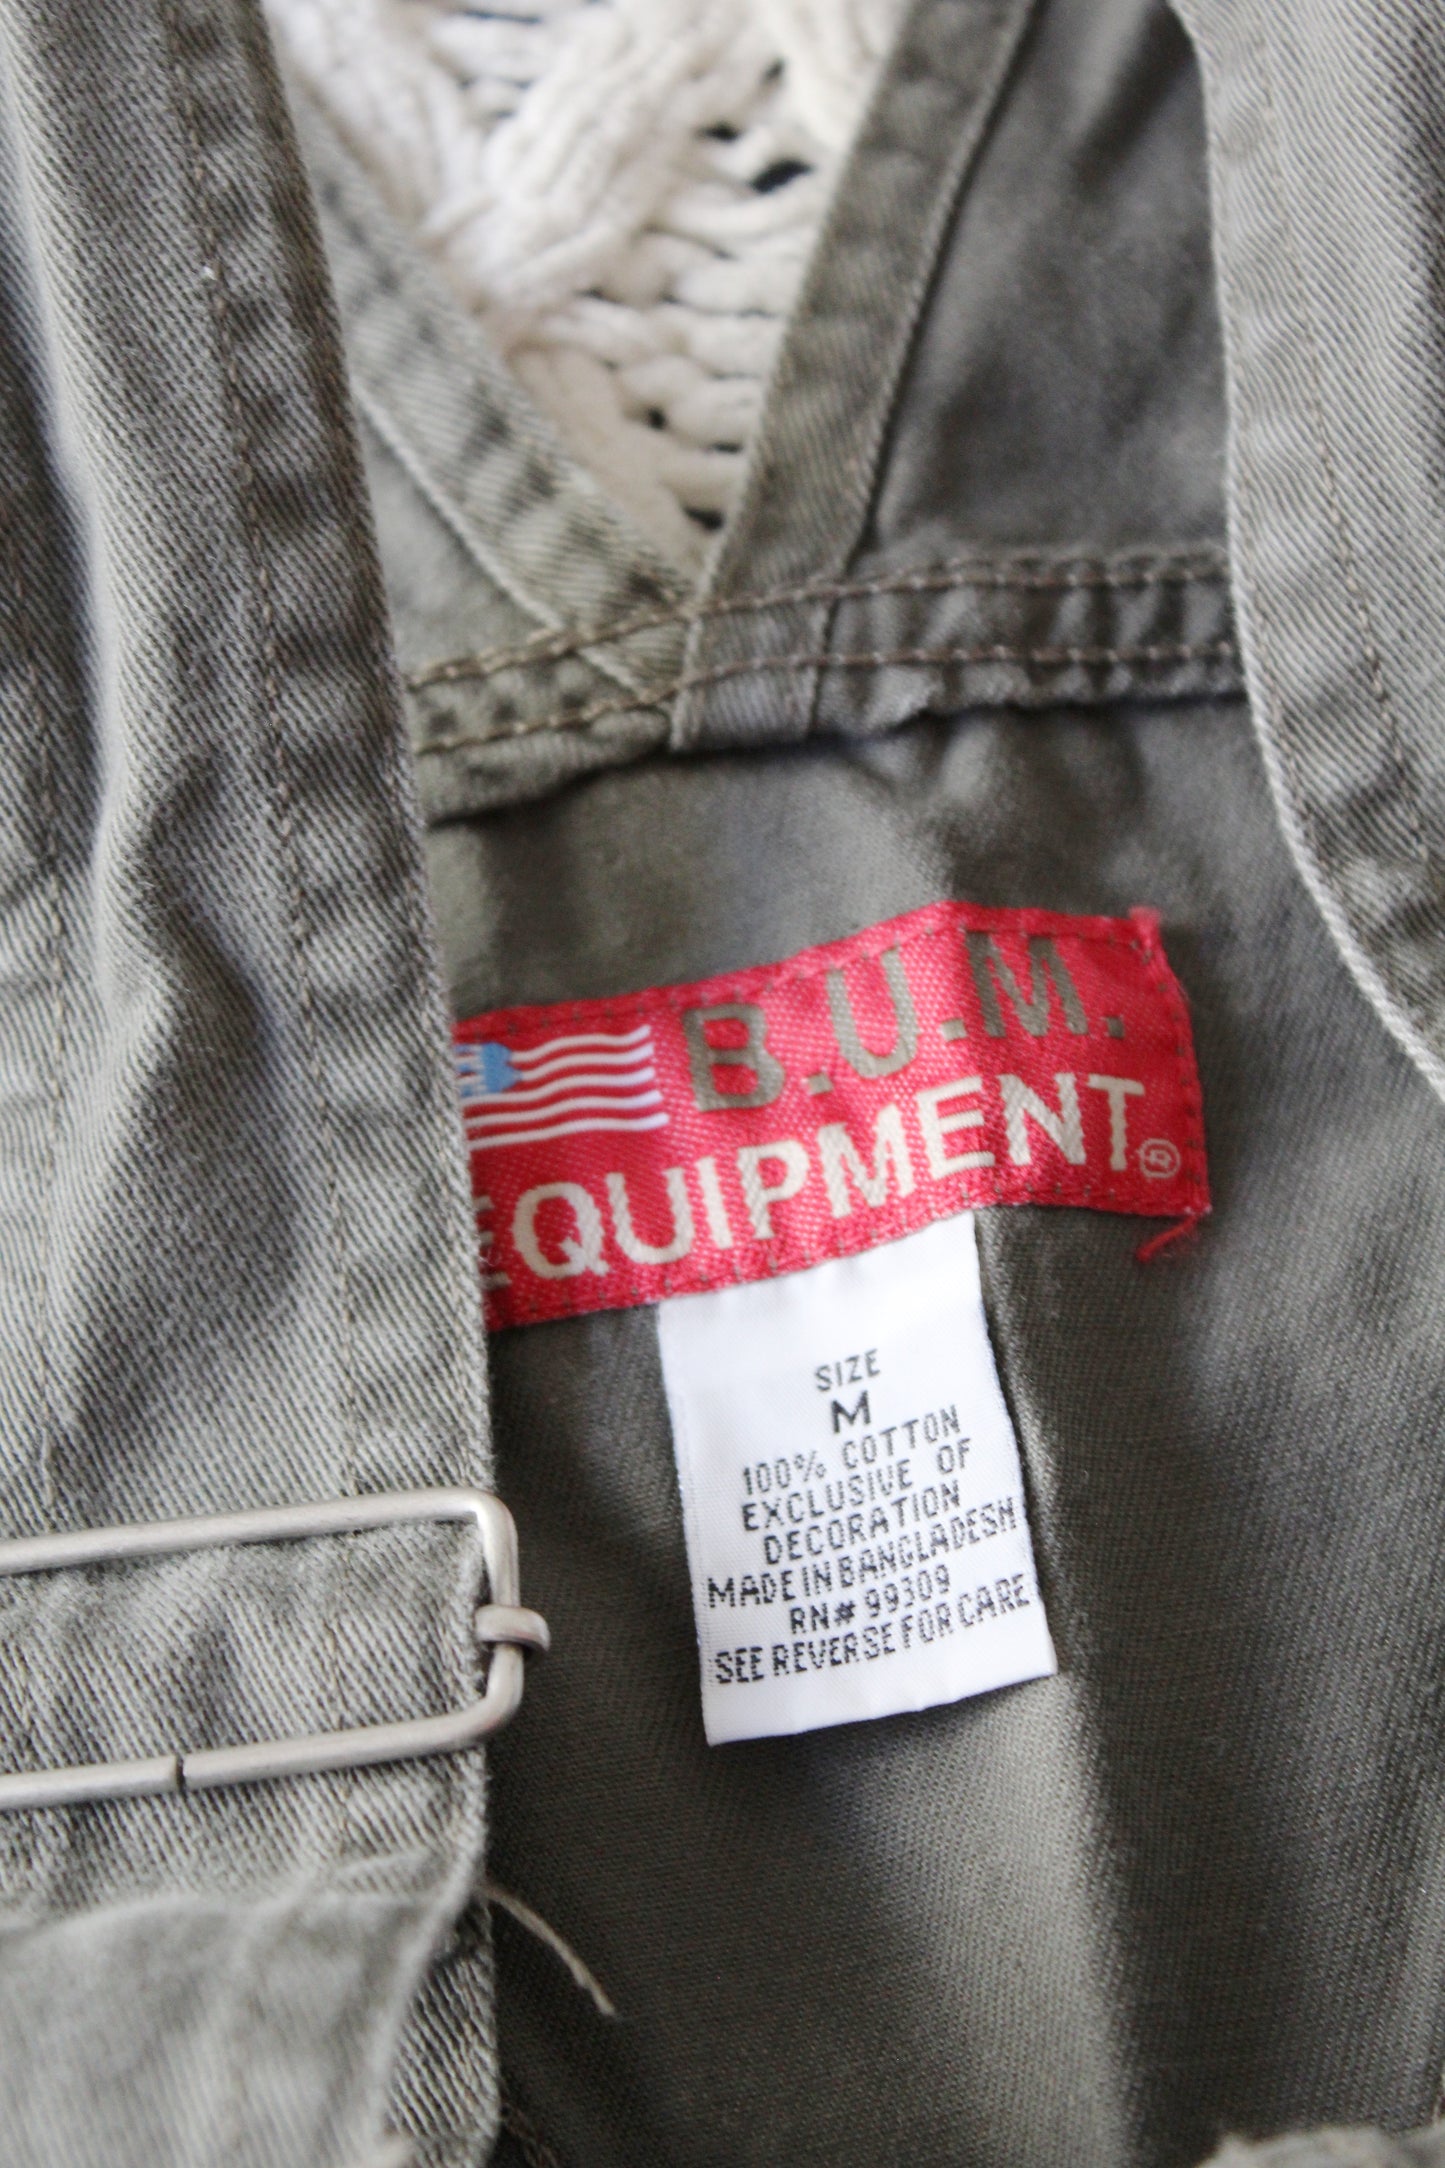 B.U.M.
EQUIPMENT®
SIZE
M
100% COTTON
EXCLUSIVE OF
DECORATION
MADE IN BANGLADESH
RN# 99309
SEE REVERSE FOR CARE